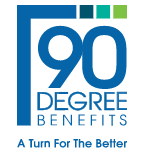 90
DEGREE
BENEFITS
A Turn For The Better